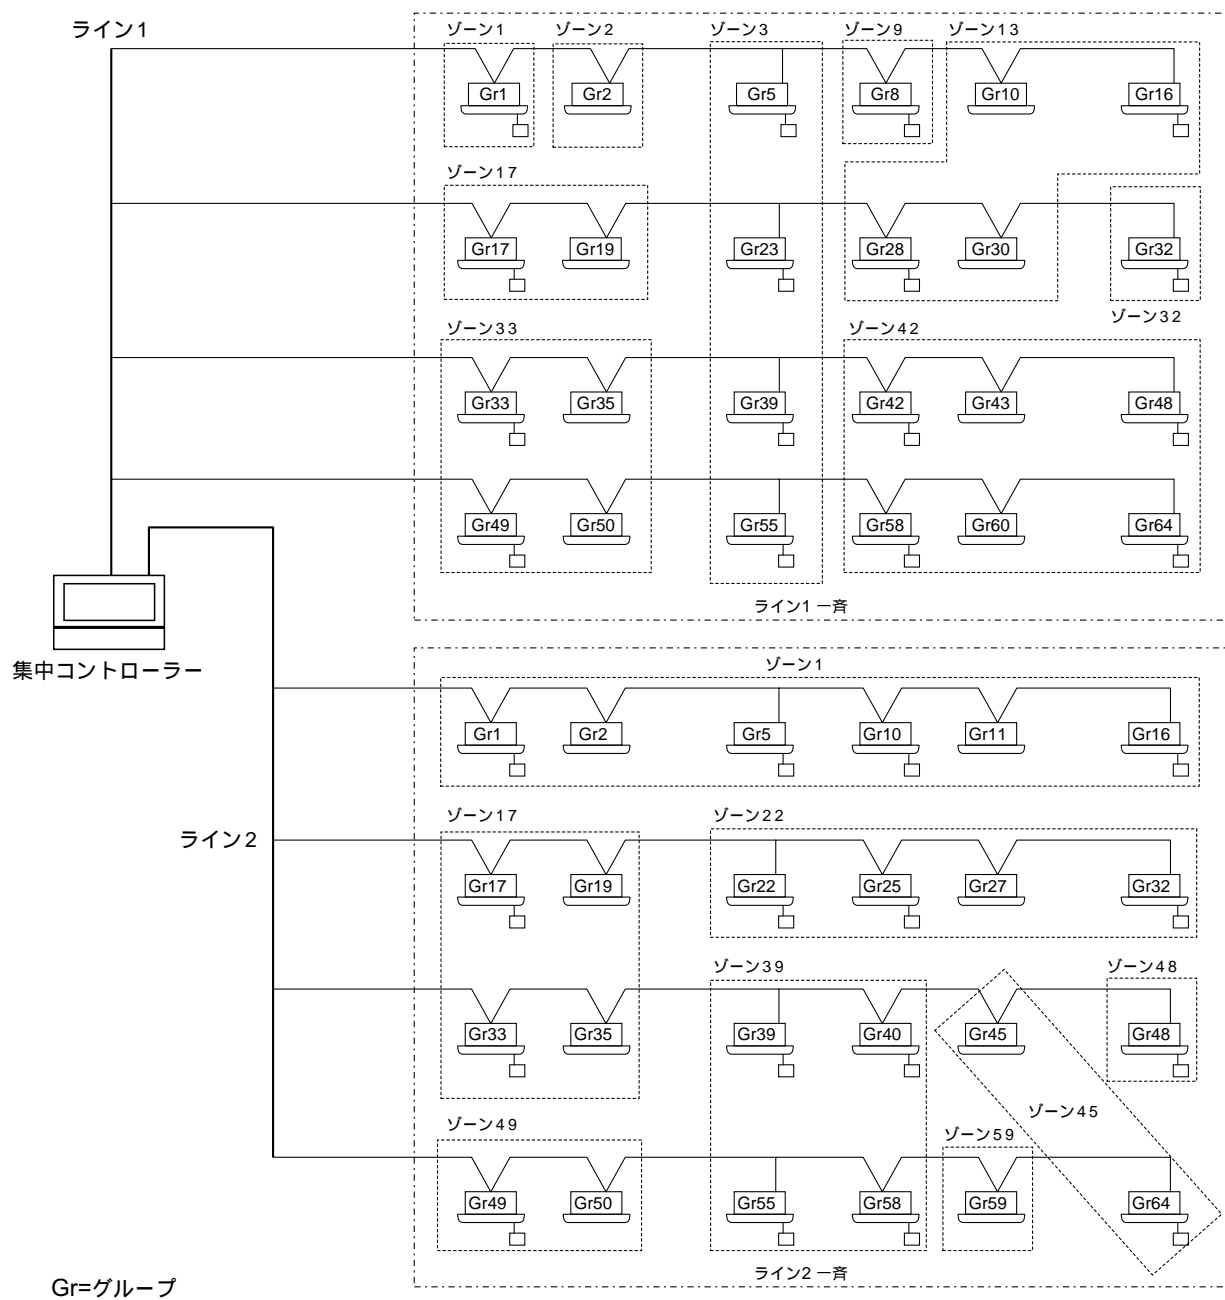 ライン1
ゾーン1 ゾーン2 ゾーン3 ゾーン9 ゾーン13
Gr1 Gr2 Gr5 Gr8 Gr10 Gr16
ゾーン17
Gr17 Gr19 Gr23 Gr28 Gr30 Gr32
ゾーン32
ゾーン33 ゾーン42
Gr33 Gr35 Gr39 Gr42 Gr43 Gr48
Gr49 Gr50 Gr55 Gr58 Gr60 Gr64
ライン1 一斉
集中コントローラー
ゾーン1
Gr1 Gr2 Gr5 Gr10 Gr11 Gr16
ライン2
ゾーン17 ゾーン22
Gr17 Gr19 Gr22 Gr25 Gr27 Gr32
ゾーン39 ゾーン48
Gr33 Gr35 Gr39 Gr40 Gr45 Gr48
ゾーン45
ゾーン49 ゾーン59
Gr49 Gr50 Gr55 Gr58 Gr59 Gr64
ライン2 一斉
Gr=グループ